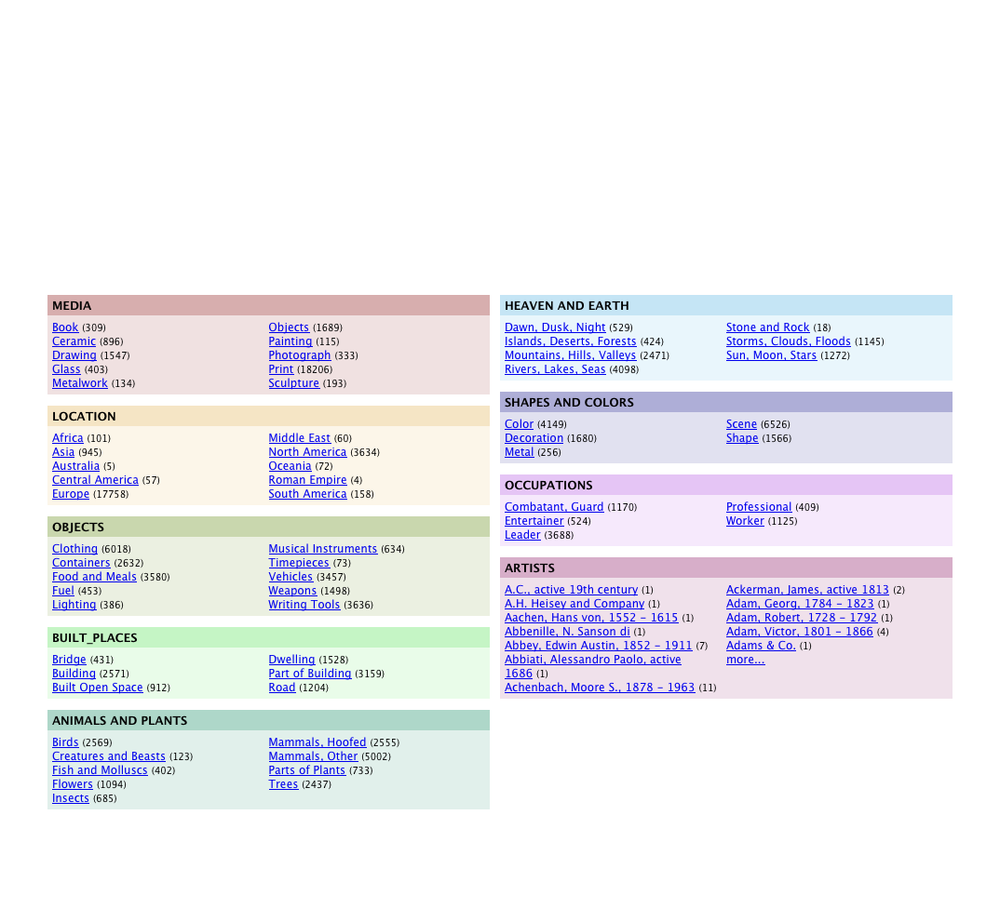 MEDIA
Book (309)
Ceramic (896)
Drawing (1547)
Glass (403)
Metalwork (134)
Objects (1689)
Painting (115)
Photograph (333)
Print (18206)
Sculpture (193)
LOCATION
Africa (101)
Asia (945)
Australia (5)
Central America (57)
Europe (17758)
Middle East (60)
North America (3634)
Oceania (72)
Roman Empire (4)
South America (158)
OBJECTS
Clothing (6018)
Containers (2632)
Food and Meals (3580)
Fuel (453)
Lighting (386)
Musical Instruments (634)
Timepieces (73)
Vehicles (3457)
Weapons (1498)
Writing Tools (3636)
BUILT_PLACES
Bridge (431)
Building (2571)
Built Open Space (912)
Dwelling (1528)
Part of Building (3159)
Road (1204)
ANIMALS AND PLANTS
Birds (2569)
Creatures and Beasts (123)
Fish and Molluscs (402)
Flowers (1094)
Insects (685)
Mammals, Hoofed (2555)
Mammals, Other (5002)
Parts of Plants (733)
Trees (2437)
HEAVEN AND EARTH
Dawn, Dusk, Night (529)
Islands, Deserts, Forests (424)
Mountains, Hills, Valleys (2471)
Rivers, Lakes, Seas (4098)
Stone and Rock (18)
Storms, Clouds, Floods (1145)
Sun, Moon, Stars (1272)
SHAPES AND COLORS
Color (4149)
Decoration (1680)
Metal (256)
Scene (6526)
Shape (1566)
OCCUPATIONS
Combatant, Guard (1170)
Entertainer (524)
Leader (3688)
Professional (409)
Worker (1125)
ARTISTS
A.C., active 19th century (1)
A.H. Heisey and Company (1)
Aachen, Hans von, 1552 - 1615 (1)
Abbenille, N. Sanson di (1)
Abbey, Edwin Austin, 1852 - 1911 (7)
Abbiati, Alessandro Paolo, active
1686 (1)
Achenbach, Moore S., 1878 - 1963 (11)
Ackerman, James, active 1813 (2)
Adam, Georg, 1784 - 1823 (1)
Adam, Robert, 1728 - 1792 (1)
Adam, Victor, 1801 - 1866 (4)
Adams & Co. (1)
more...